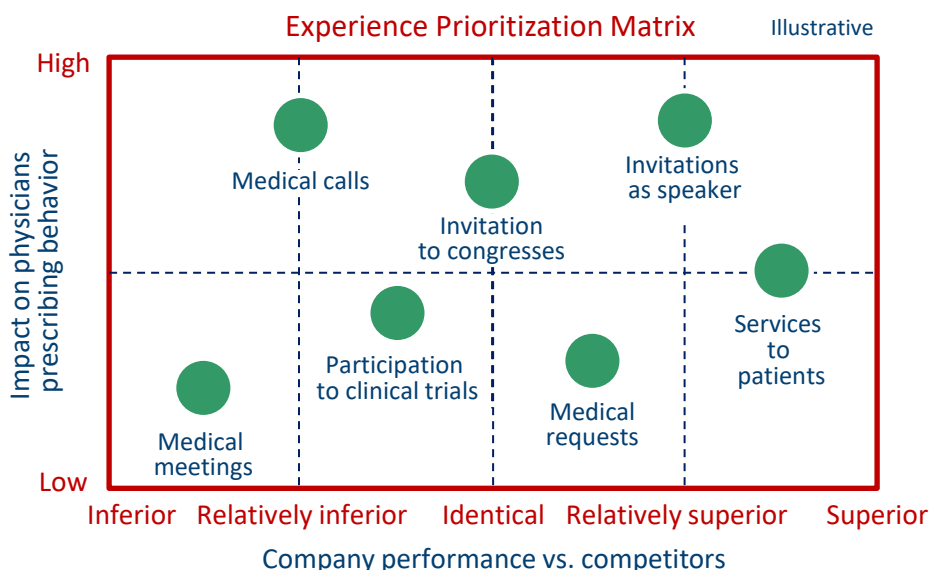 Experience Prioritization Matrix
Illustrative
High
Impact on physicians
prescribing behavior
Medical calls
Invitations
as speaker
Invitation
to congresses
Services
to
patients
Participation
to clinical trials
Medical
requests
Medical
meetings
Low
Inferior
Relatively inferior
Identical
Relatively superior
Superior
Company performance vs. competitors